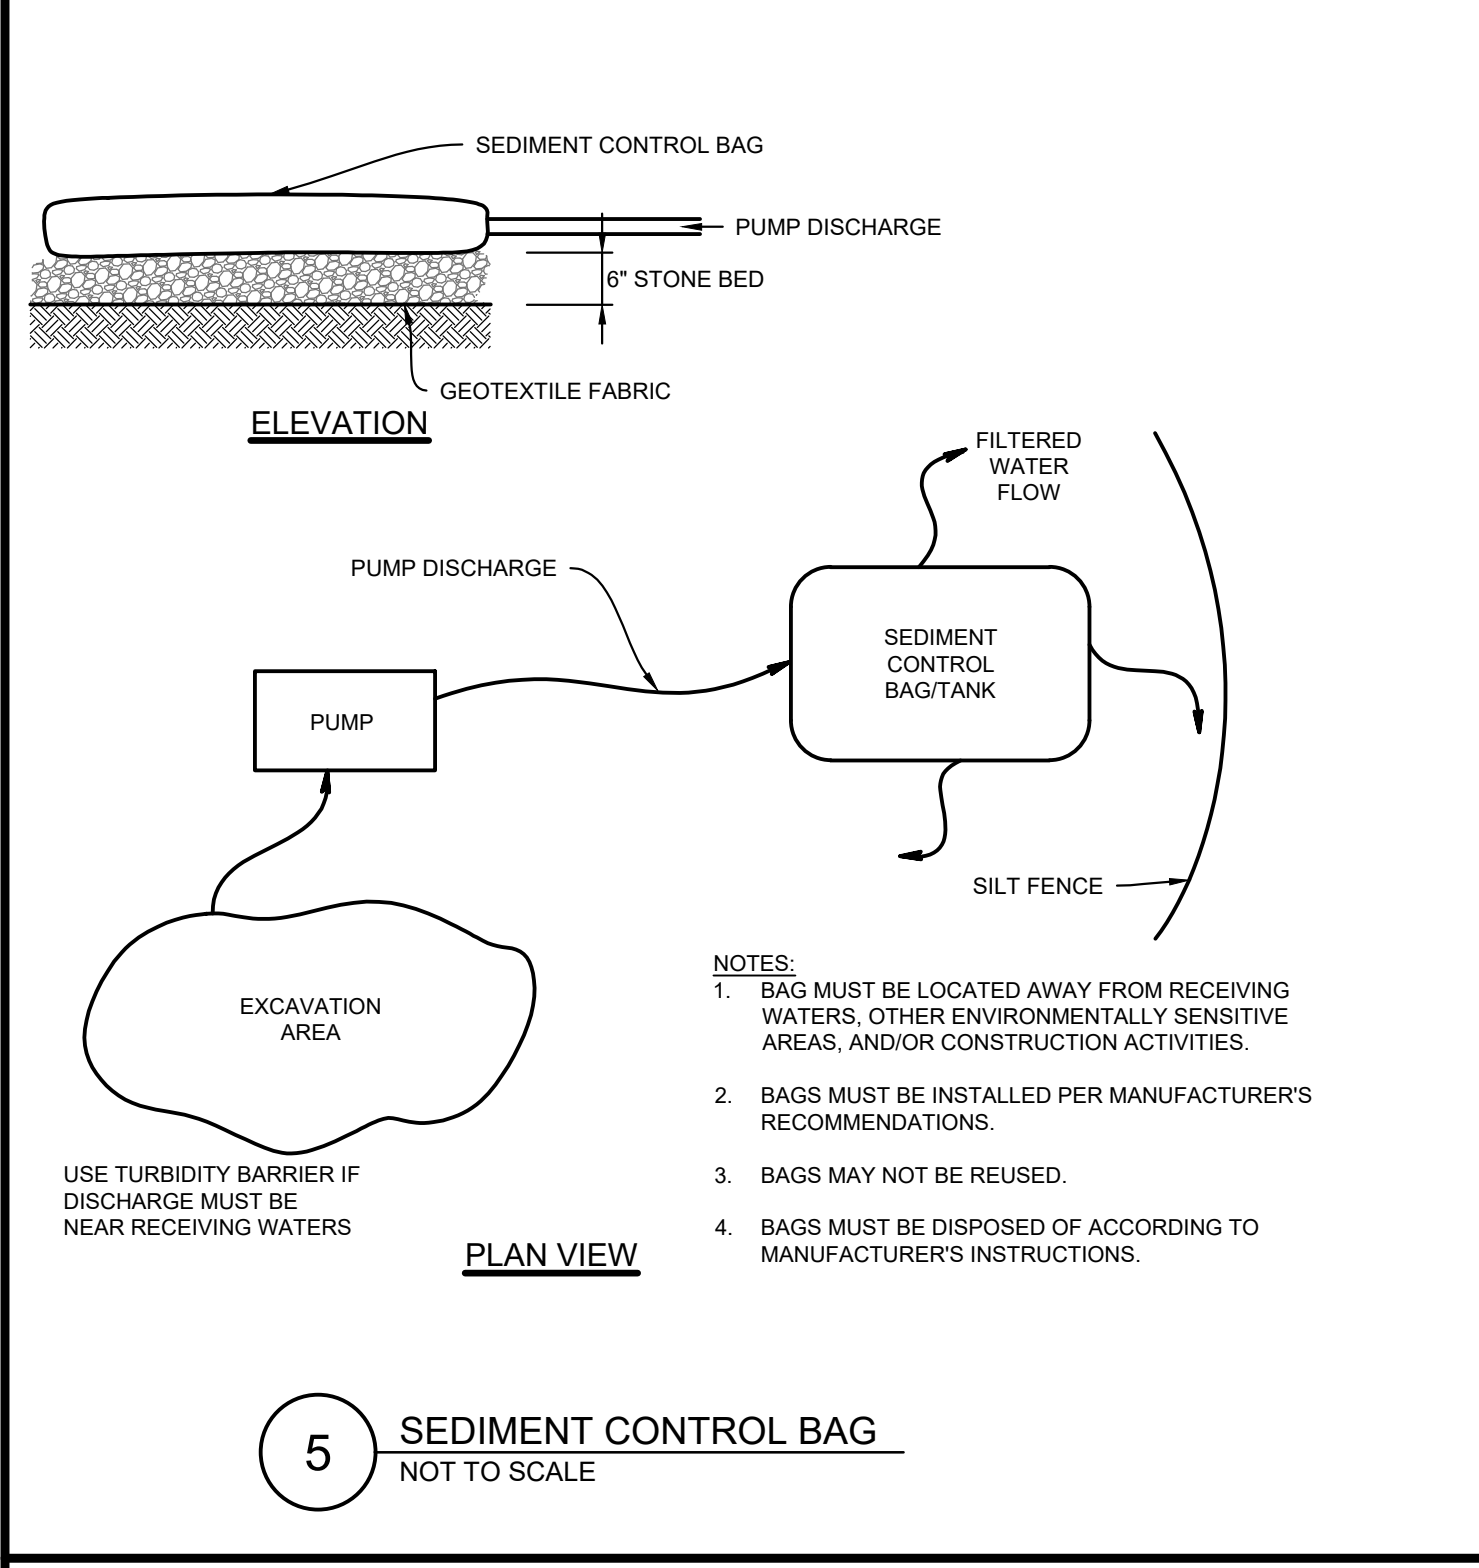 SEDIMENT CONTROL BAG
PUMP DISCHARGE
6" STONE BED
GEOTEXTILE FABRIC
ELEVATION
FILTERED
WATER
FLOW
PUMP DISCHARGE
SEDIMENT
CONTROL
BAG/TANK
PUMP
SILT FENCE
EXCAVATION
AREA
USE TURBIDITY BARRIER IF
DISCHARGE MUST BE
NEAR RECEIVING WATERS
PLAN VIEW
NOTES:
1. BAG MUST BE LOCATED AWAY FROM RECEIVING
WATERS, OTHER ENVIRONMENTALLY SENSITIVE
AREAS, AND/OR CONSTRUCTION ACTIVITIES.
2. BAGS MUST BE INSTALLED PER MANUFACTURER'S
RECOMMENDATIONS.
3. BAGS MAY NOT BE REUSED.
4. BAGS MUST BE DISPOSED OF ACCORDING TO
MANUFACTURER'S INSTRUCTIONS.
5
SEDIMENT CONTROL BAG
NOT TO SCALE